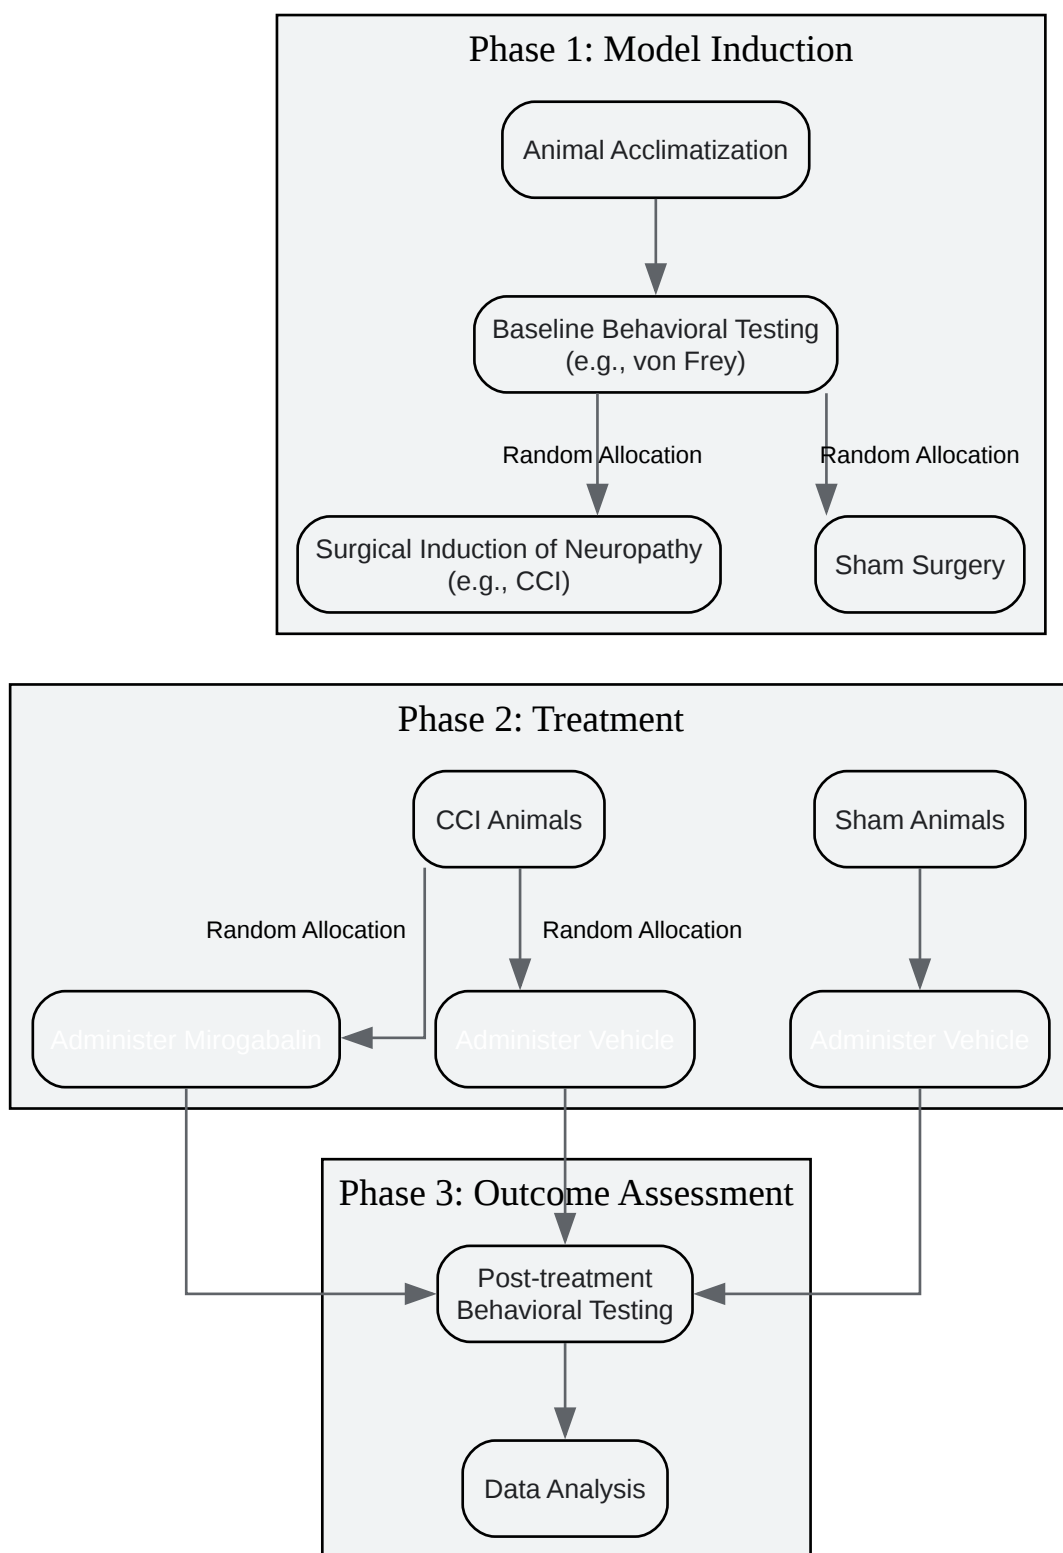 Phase 1: Model Induction
Animal Acclimatization
Baseline Behavioral Testing
(e.g., von Frey)
Random Allocation
Random Allocation
Surgical Induction of Neuropathy
(e.g., CCI)
Sham Surgery
Phase 2: Treatment
CCI Animals
Sham Animals
Random Allocation
Random Allocation
Administer Mirogabalin
Administer Vehicle
Administer Vehicle
Phase 3: Outcome Assessment
Post-treatment
Behavioral Testing
Data Analysis